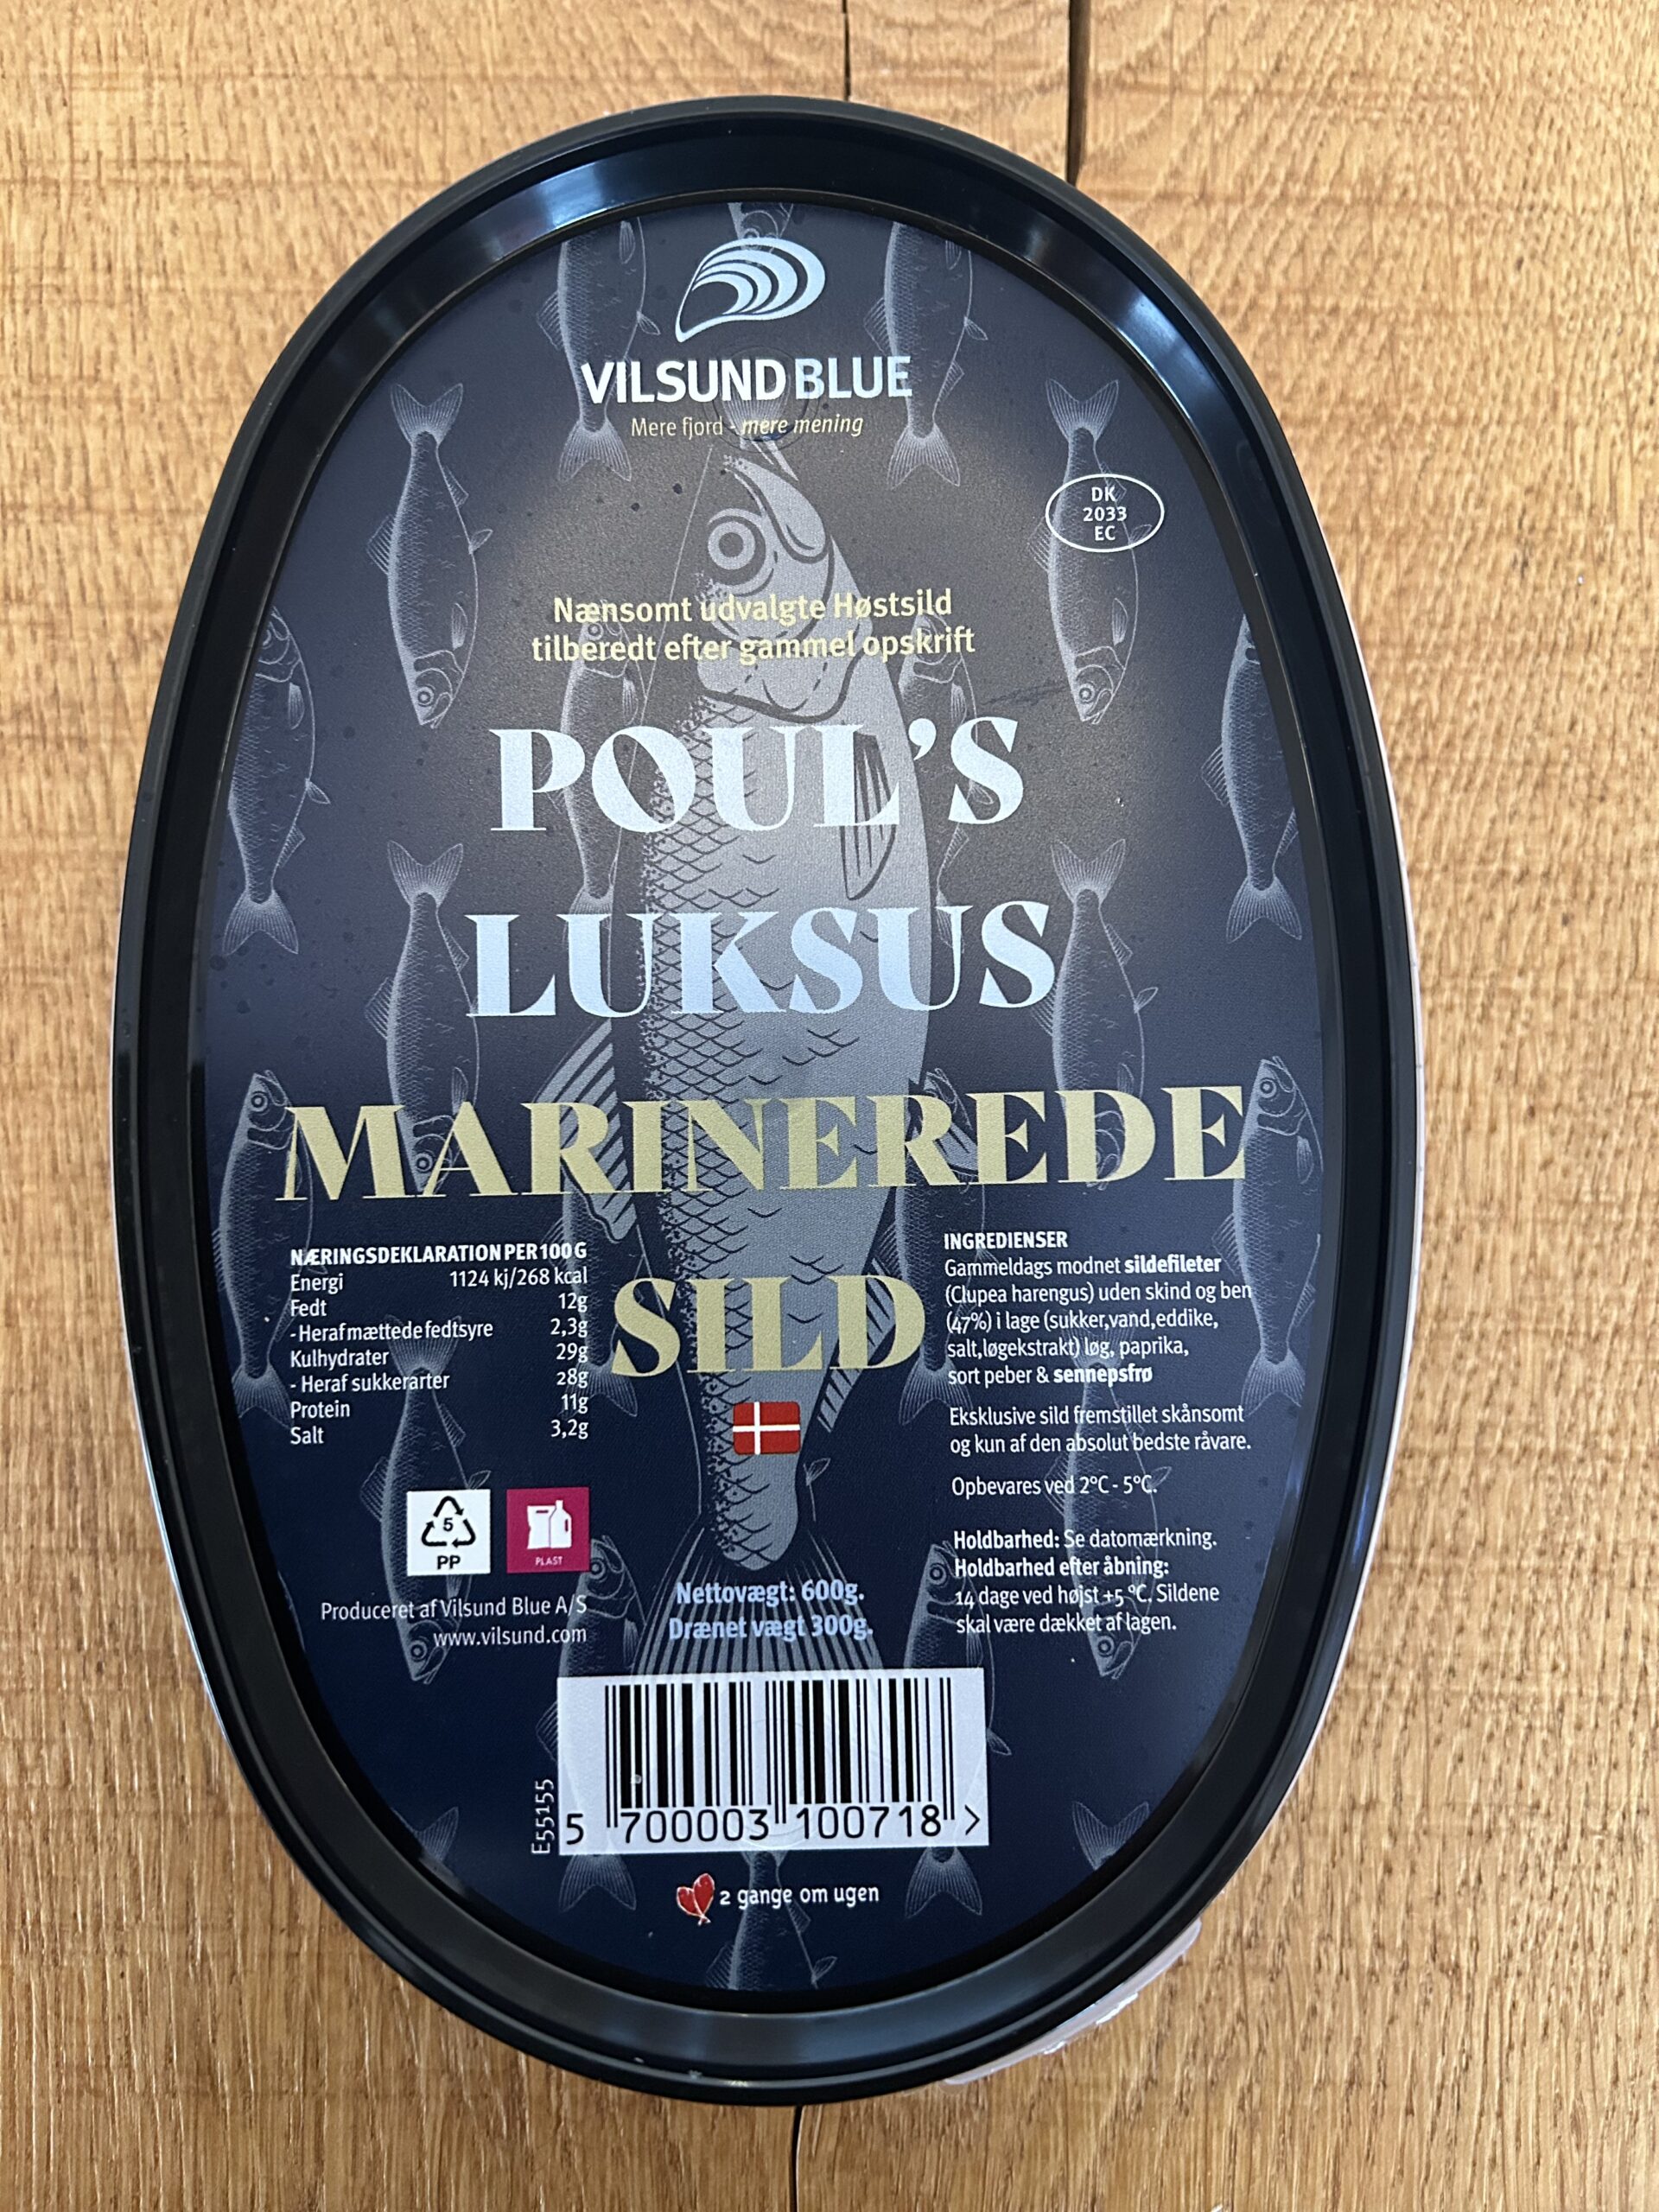 VILSUND BLUE
Mere fjord - mere mening
DK
2033
EC
Nænsomt udvalgte Høstsild
tilberedt efter gammel opskrift
POUL'S
LUKSUS
MARINEREDE
SILD
NÆRINGSDEKLARATION PER 100 G
Energi 1124 kj/268 kcal
Fedt 12g
- Heraf mættede fedtsyre 2,3g
Kulhydrater 29g
- Heraf sukkerarter 28g
Protein 11g
Salt 3,2g
INGREDIENSER
Gammeldags modnet sildefileter
(Clupea harengus) uden skind og ben
(47%) i lage (sukker,vand,eddike,
salt,løgekstrakt) løg, paprika,
sort peber & sennepsfrø
Eksklusive sild fremstillet skånsomt
og kun af den absolut bedste råvare.
Opbevares ved 2°C - 5°C.
Holdbarhed: Se datomærkning.
Holdbarhed efter åbning:
14 dage ved højst +5 °C. Sildene
skal være dækket af lagen.
5
PP
PLAST
Produceret af Vilsund Blue A/S
www.vilsund.com
Nettovægt: 600g.
Drænet vægt 300g.
E55155
5 700003 100718 >
2 gange om ugen